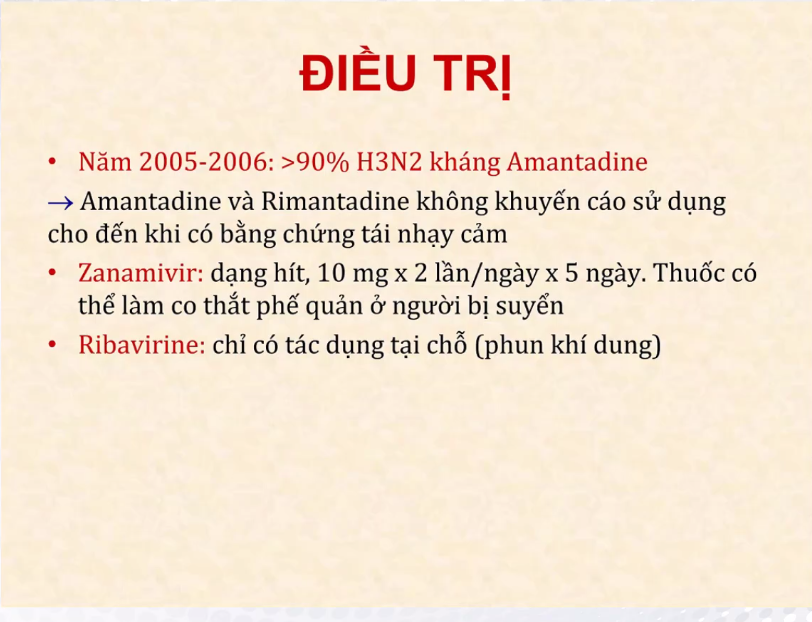 ĐIỀU TRỊ
• Năm 2005-2006: >90% H3N2 kháng Amantadine
→ Amantadine và Rimantadine không khuyến cáo sử dụng
cho đến khi có bằng chứng tái nhạy cảm
• Zanamivir: dạng hít, 10 mg x 2 lần/ngày x 5 ngày. Thuốc có
thể làm co thắt phế quản ở người bị suyển
• Ribavirine: chỉ có tác dụng tại chỗ (phun khí dung)